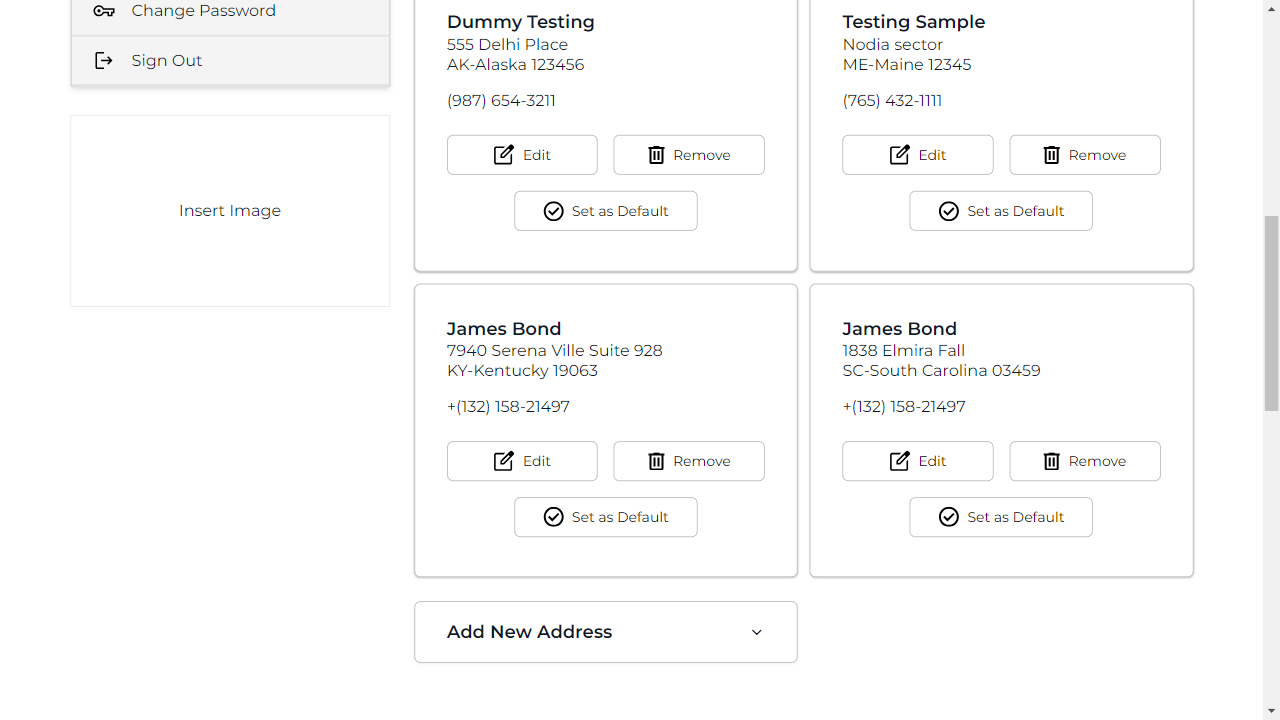 Change Password
Sign Out
Insert Image
Dummy Testing
555 Delhi Place
AK-Alaska 123456
(987) 654-3211
Edit
Remove
Set as Default
Testing Sample
Nodia sector
ME-Maine 12345
(765) 432-1111
Edit
Remove
Set as Default
James Bond
7940 Serena Ville Suite 928
KY-Kentucky 19063
+(132) 158-21497
Edit
Remove
Set as Default
James Bond
1838 Elmira Fall
SC-South Carolina 03459
+(132) 158-21497
Edit
Remove
Set as Default
Add New Address